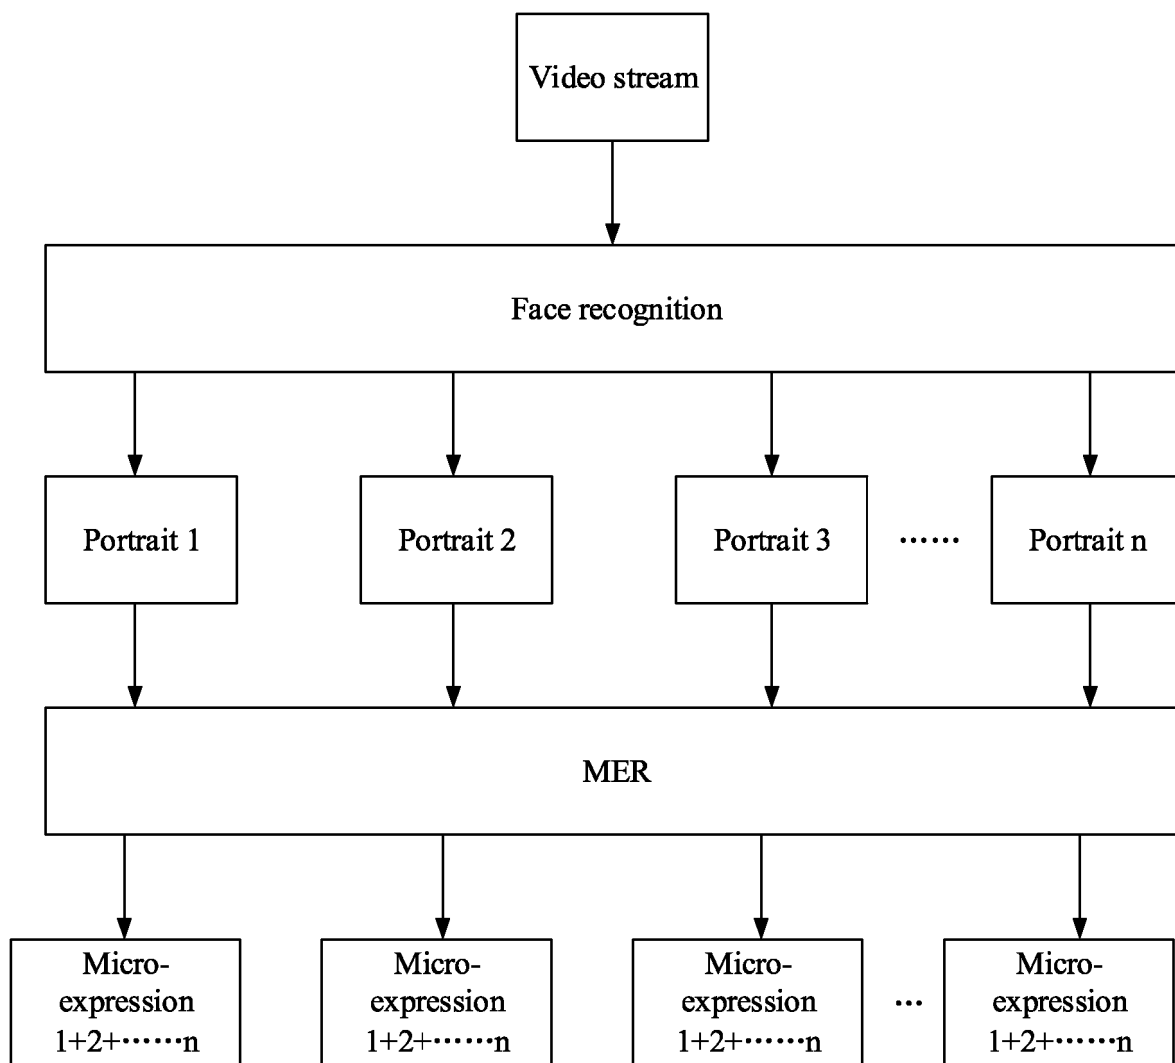 Video stream
Face recognition
Portrait 1
Portrait 2
Portrait 3
······
Portrait n
MER
Micro-
expression
1+2+······n
Micro-
expression
1+2+······n
Micro-
expression
1+2+······n
···
Micro-
expression
1+2+······n